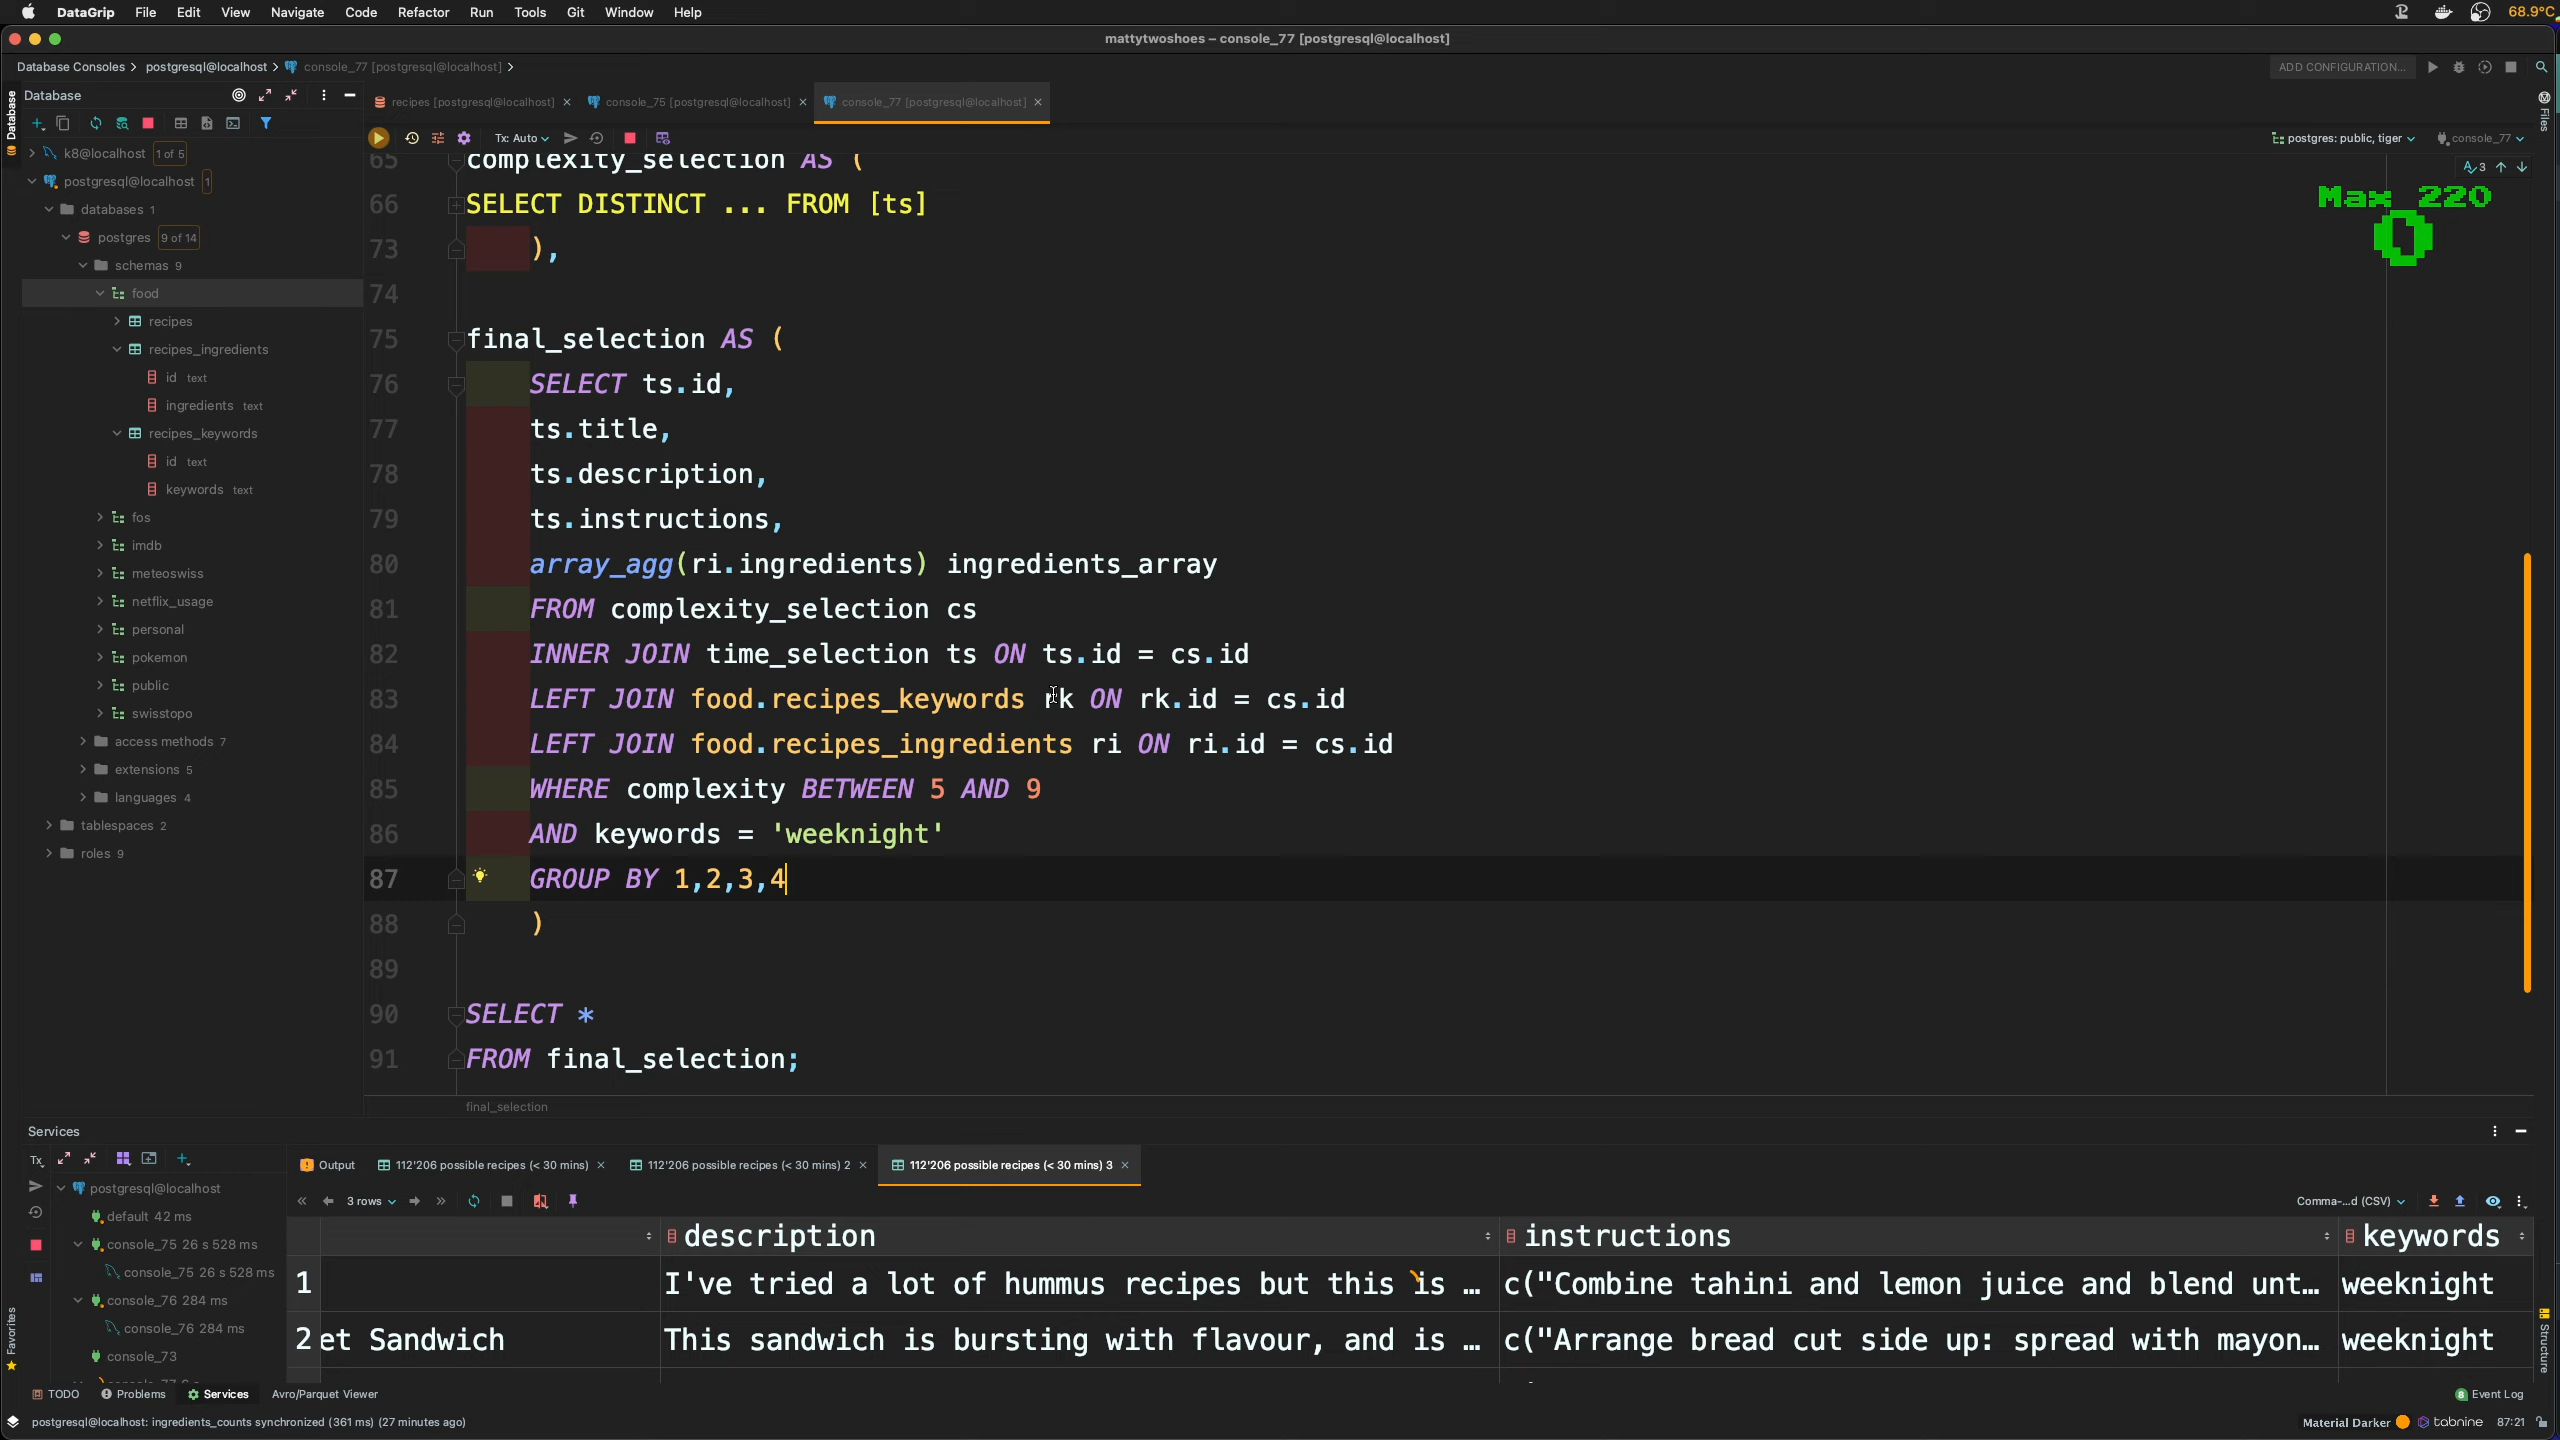 DataGrip File Edit View Navigate Code Refactor Run Tools Git Window Help 68.9°C
mattytwoshoes – console_77 [postgresql@localhost]
Database Consoles postgresql@localhost console_77 [postgresql@localhost] ADD CONFIGURATION...
Database
recipes [postgresql@localhost] console_75 [postgresql@localhost] console_77 [postgresql@localhost]
Tx: Auto postgres: public, tiger console_77
Database
Files
3
Max 220
0
k8@localhost 1 of 5
postgresql@localhost 1
databases 1
postgres 9 of 14
schemas 9
food
recipes
recipes_ingredients
id text
ingredients text
recipes_keywords
id text
keywords text
fos
imdb
meteoswiss
netflix_usage
personal
pokemon
public
swisstopo
access methods 7
extensions 5
languages 4
tablespaces 2
roles 9
65 complexity_selection AS (
66 SELECT DISTINCT ... FROM [ts]
73 ),
74
75 final_selection AS (
76 SELECT ts.id,
77 ts.title,
78 ts.description,
79 ts.instructions,
80 array_agg(ri.ingredients) ingredients_array
81 FROM complexity_selection cs
82 INNER JOIN time_selection ts ON ts.id = cs.id
83 LEFT JOIN food.recipes_keywords rk ON rk.id = cs.id
84 LEFT JOIN food.recipes_ingredients ri ON ri.id = cs.id
85 WHERE complexity BETWEEN 5 AND 9
86 AND keywords = 'weeknight'
87 GROUP BY 1,2,3,4
88 )
89
90 SELECT *
91 FROM final_selection;
final_selection
Services
Tx
Output 112'206 possible recipes (< 30 mins) 112'206 possible recipes (< 30 mins) 2 112'206 possible recipes (< 30 mins) 3
postgresql@localhost
default 42 ms
console_75 26 s 528 ms
console_75 26 s 528 ms
console_76 284 ms
console_76 284 ms
console_73
3 rows Comma-...d (CSV)
description instructions keywords
1 I've tried a lot of hummus recipes but this is ... c("Combine tahini and lemon juice and blend unt... weeknight
2 et Sandwich This sandwich is bursting with flavour, and is ... c("Arrange bread cut side up: spread with mayon... weeknight
Favorites
Structure
TODO Problems Services Avro/Parquet Viewer 8 Event Log
postgresql@localhost: ingredients_counts synchronized (361 ms) (27 minutes ago) Material Darker tabnine 87:21